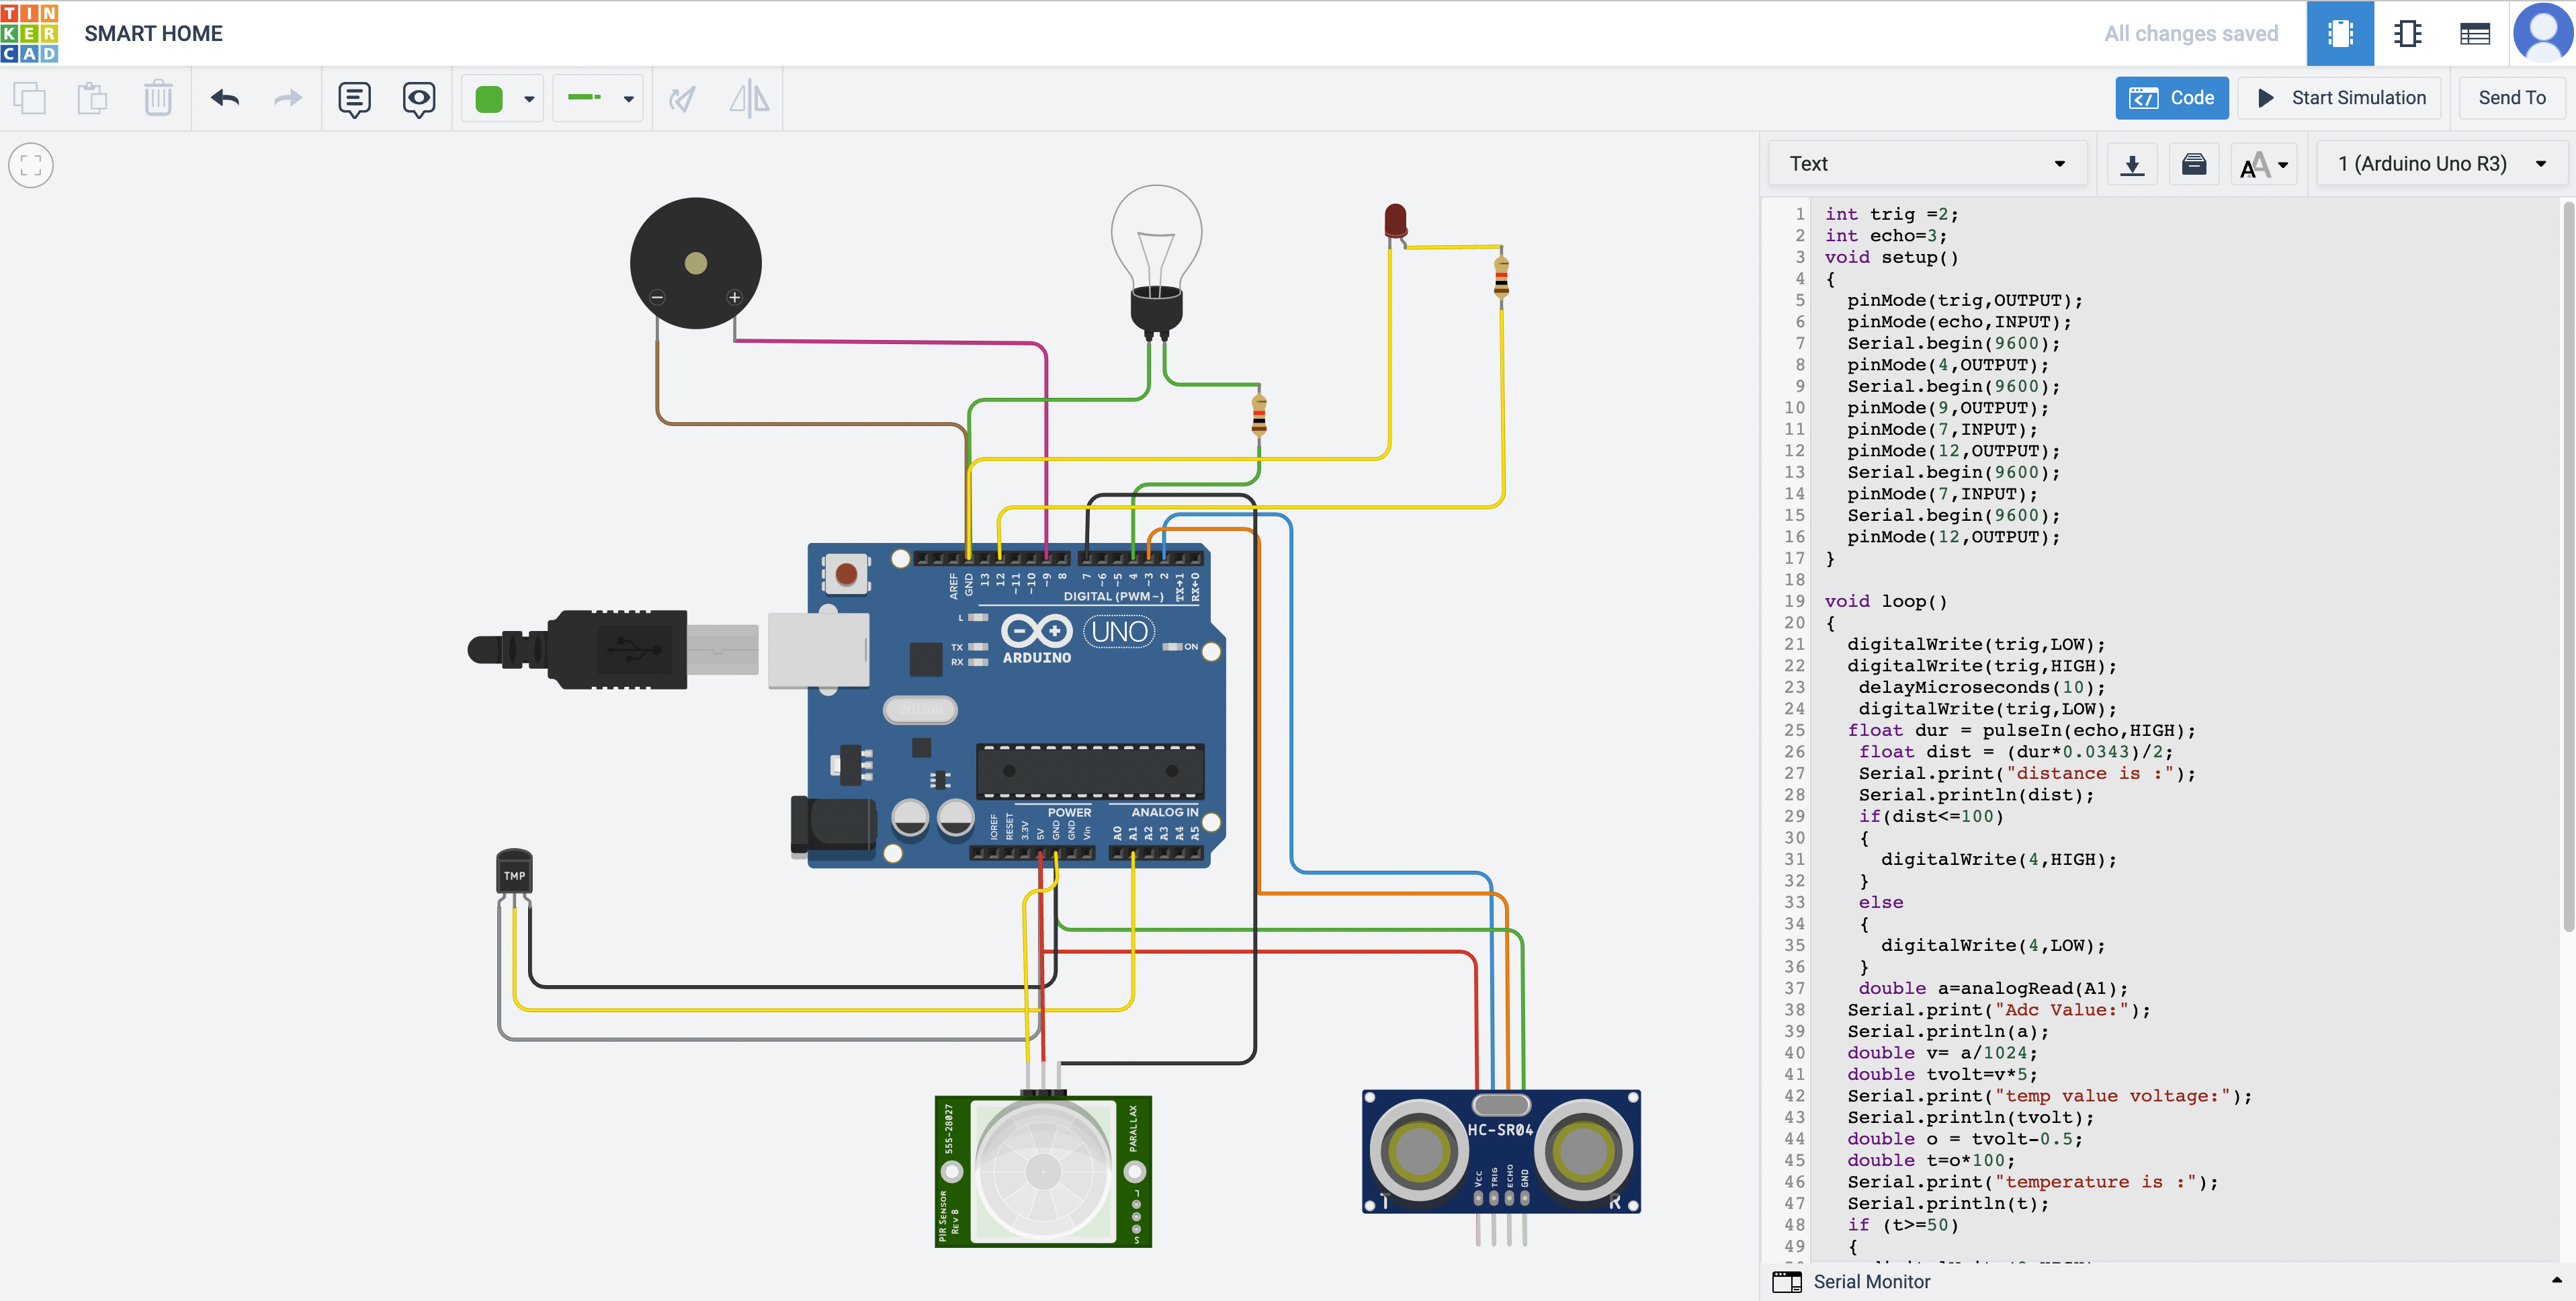 TIN
KER
CAD
SMART HOME
All changes saved
Code
Start Simulation
Send To
Text
1 (Arduino Uno R3)
1 int trig =2;
2 int echo=3;
3 void setup()
4 {
5 pinMode(trig,OUTPUT);
6 pinMode(echo,INPUT);
7 Serial.begin(9600);
8 pinMode(4,OUTPUT);
9 Serial.begin(9600);
10 pinMode(9,OUTPUT);
11 pinMode(7,INPUT);
12 pinMode(12,OUTPUT);
13 Serial.begin(9600);
14 pinMode(7,INPUT);
15 Serial.begin(9600);
16 pinMode(12,OUTPUT);
17 }
18
19 void loop()
20 {
21 digitalWrite(trig,LOW);
22 digitalWrite(trig,HIGH);
23 delayMicroseconds(10);
24 digitalWrite(trig,LOW);
25 float dur = pulseIn(echo,HIGH);
26 float dist = (dur*0.0343)/2;
27 Serial.print("distance is :");
28 Serial.println(dist);
29 if(dist<=100)
30 {
31 digitalWrite(4,HIGH);
32 }
33 else
34 {
35 digitalWrite(4,LOW);
36 }
37 double a=analogRead(A1);
38 Serial.print("Adc Value:");
39 Serial.println(a);
40 double v= a/1024;
41 double tvolt=v*5;
42 Serial.print("temp value voltage:");
43 Serial.println(tvolt);
44 double o = tvolt-0.5;
45 double t=o*100;
46 Serial.print("temperature is :");
47 Serial.println(t);
48 if (t>=50)
49 {
Serial Monitor
AREF GND 13 12 ~11 ~10 ~9 8 7 ~6 ~5 4 ~3 2 TX→1 RX←0
DIGITAL (PWM~)
L
TX
RX
ARDUINO
UNO
ON
POWER
ANALOG IN
IOREF RESET 3.3V 5V GND GND Vin A0 A1 A2 A3 A4 A5
TMP
555-28027
PIR SENSOR
REV B
PARALLAX
S
HC-SR04
VCC TRIG ECHO GND
T
R